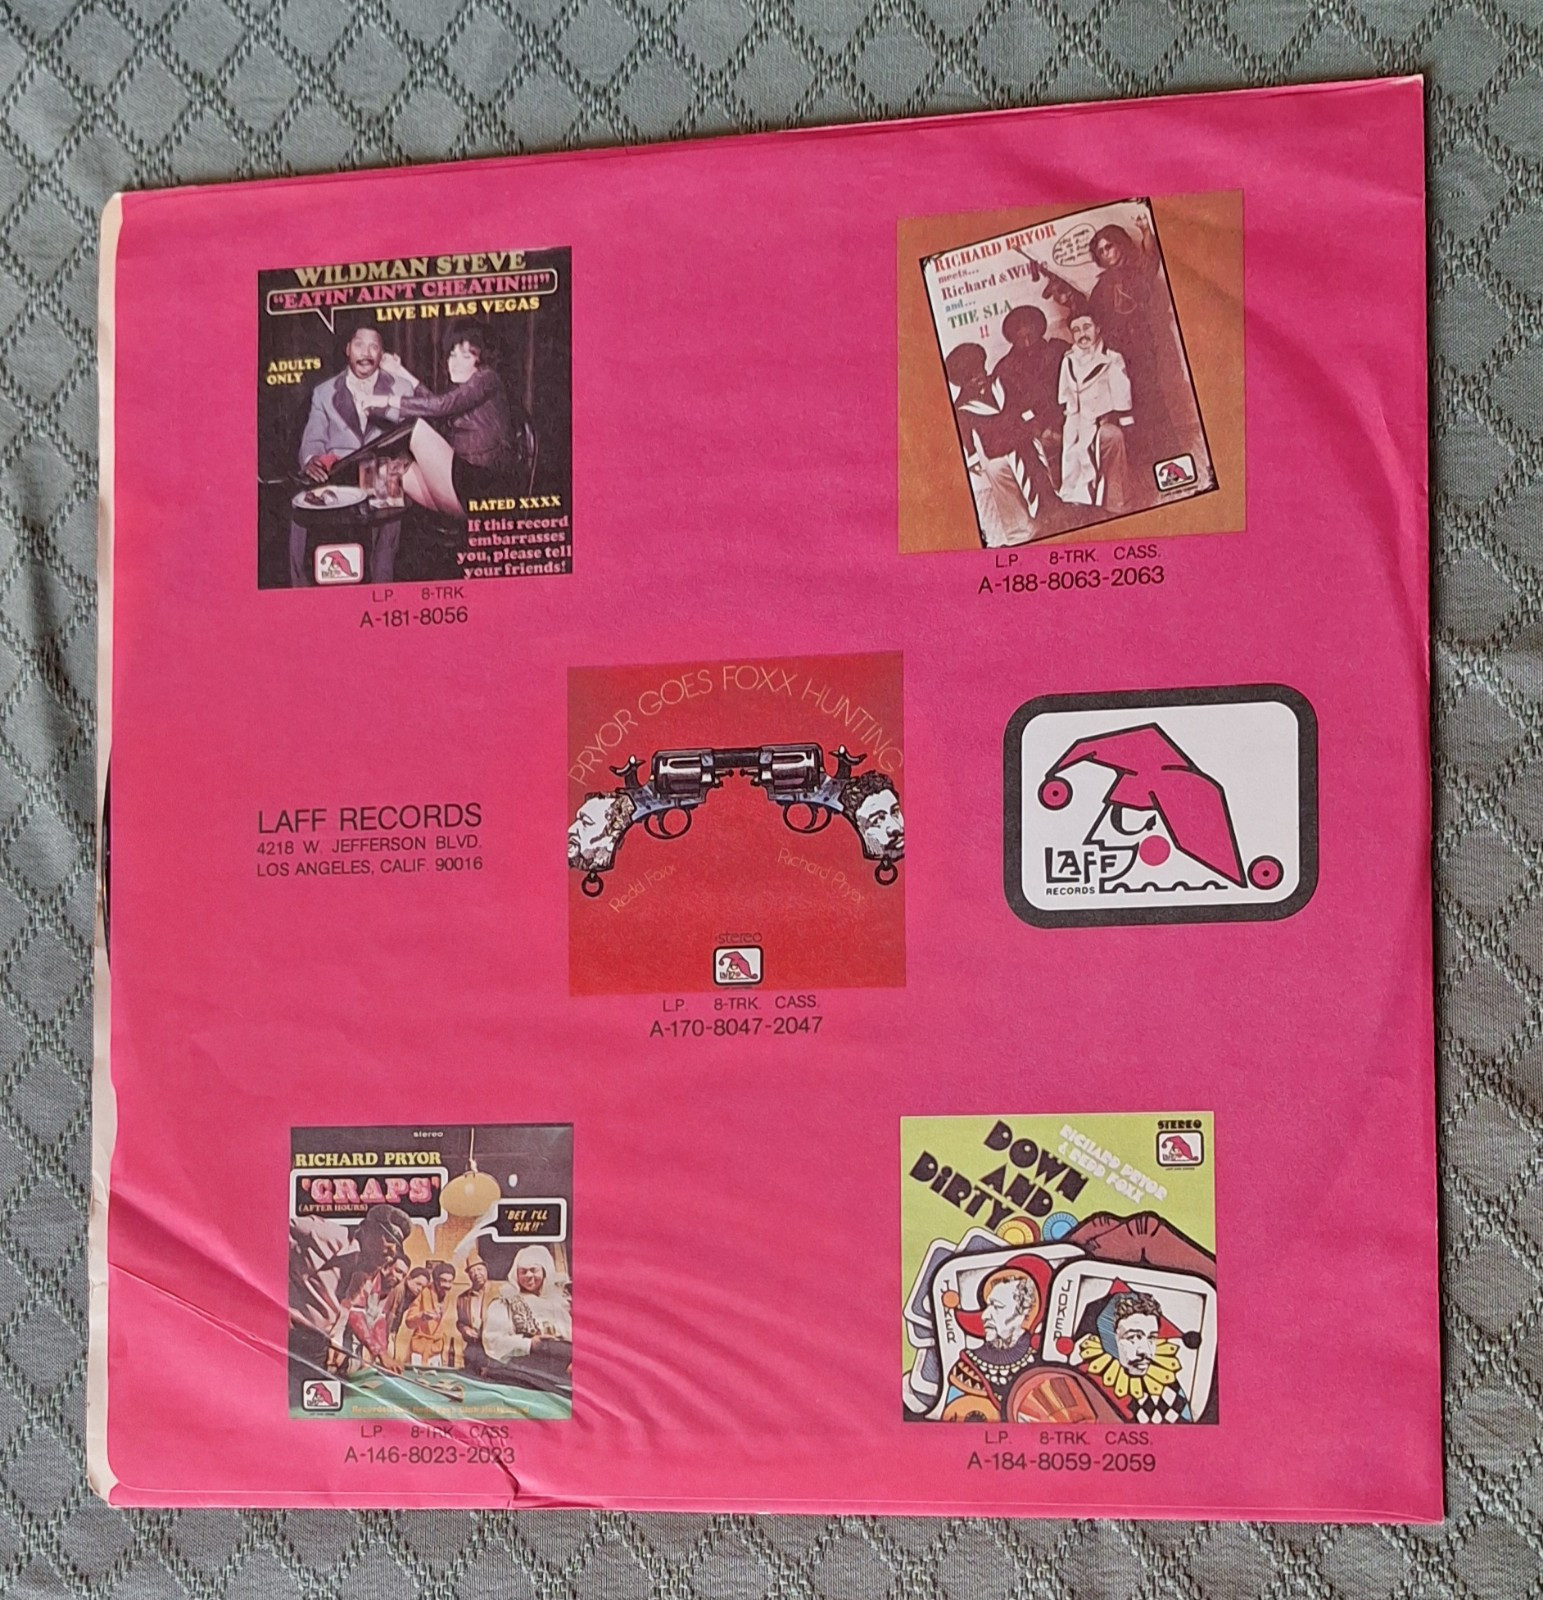 WILDMAN STEVE
"EATIN' AIN'T CHEATIN!!!"
LIVE IN LAS VEGAS
ADULTS
ONLY
RATED XXXX
If this record
embarrasses
you, please tell
your friends!
L.P. 8-TRK.
A-181-8056
RICHARD PRYOR
meets...
Richard & Willie
and...
THE SLA
!!
L.P. 8-TRK. CASS.
A-188-8063-2063
PRYOR GOES FOXX HUNTING
Redd Foxx
Richard Pryor
stereo
L.P. 8-TRK. CASS.
A-170-8047-2047
LAFF RECORDS
4218 W. JEFFERSON BLVD.
LOS ANGELES, CALIF. 90016
LAFF
RECORDS
stereo
RICHARD PRYOR
'CRAPS'
(AFTER HOURS)
'BET I'LL
SIX!!'
L.P. 8-TRK. CASS.
A-146-8023-2023
STEREO
DOWN
AND
DIRTY
RICHARD PRYOR
& REDD FOXX
JOKER
JOKER
L.P. 8-TRK. CASS.
A-184-8059-2059